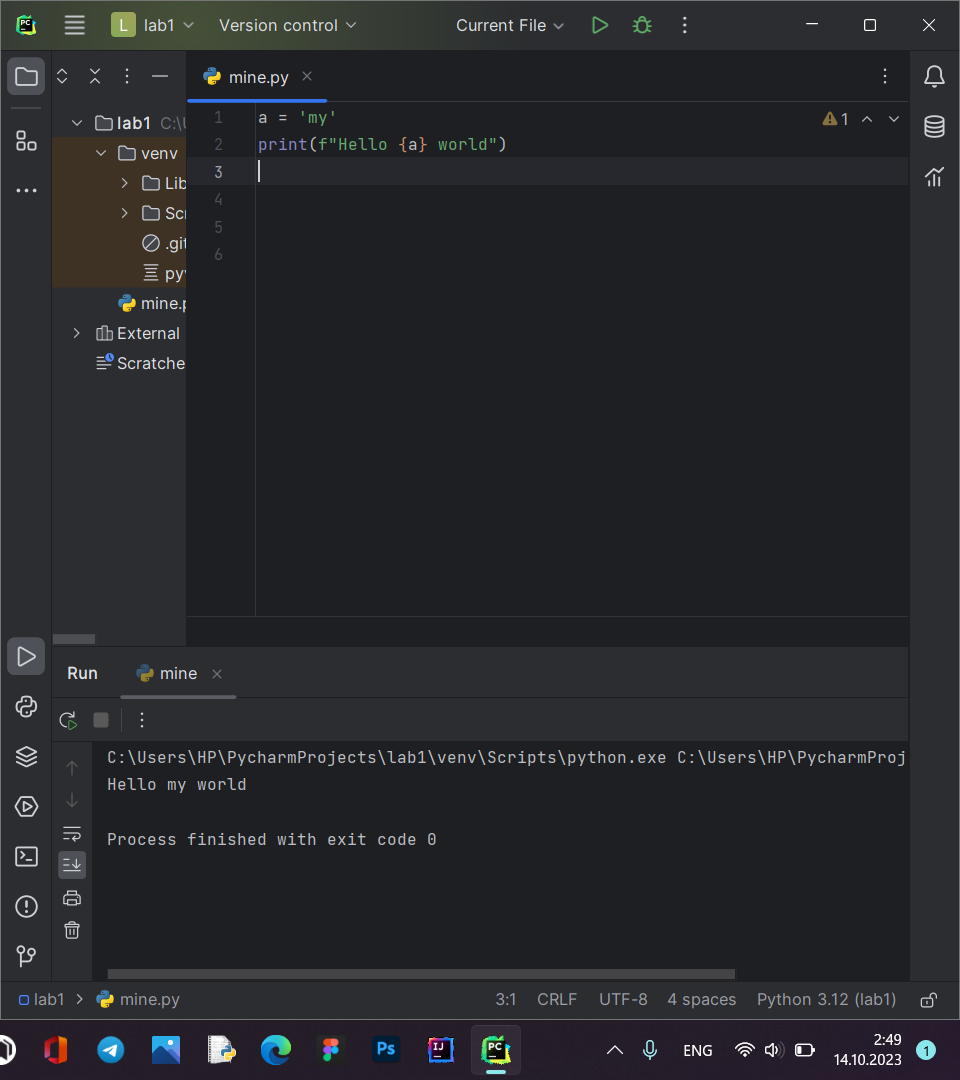 L lab1 Version control Current File
mine.py
lab1 C:\U
venv
Lib
Scr
.git
pyv
mine.p
External
Scratche
1 a = 'my'
2 print(f"Hello {a} world")
3
4
5
6
1
Run mine
C:\Users\HP\PycharmProjects\lab1\venv\Scripts\python.exe C:\Users\HP\PycharmProj
Hello my world
Process finished with exit code 0
lab1 mine.py 3:1 CRLF UTF-8 4 spaces Python 3.12 (lab1)
Ps IJ PC ENG 2:49
14.10.2023 1